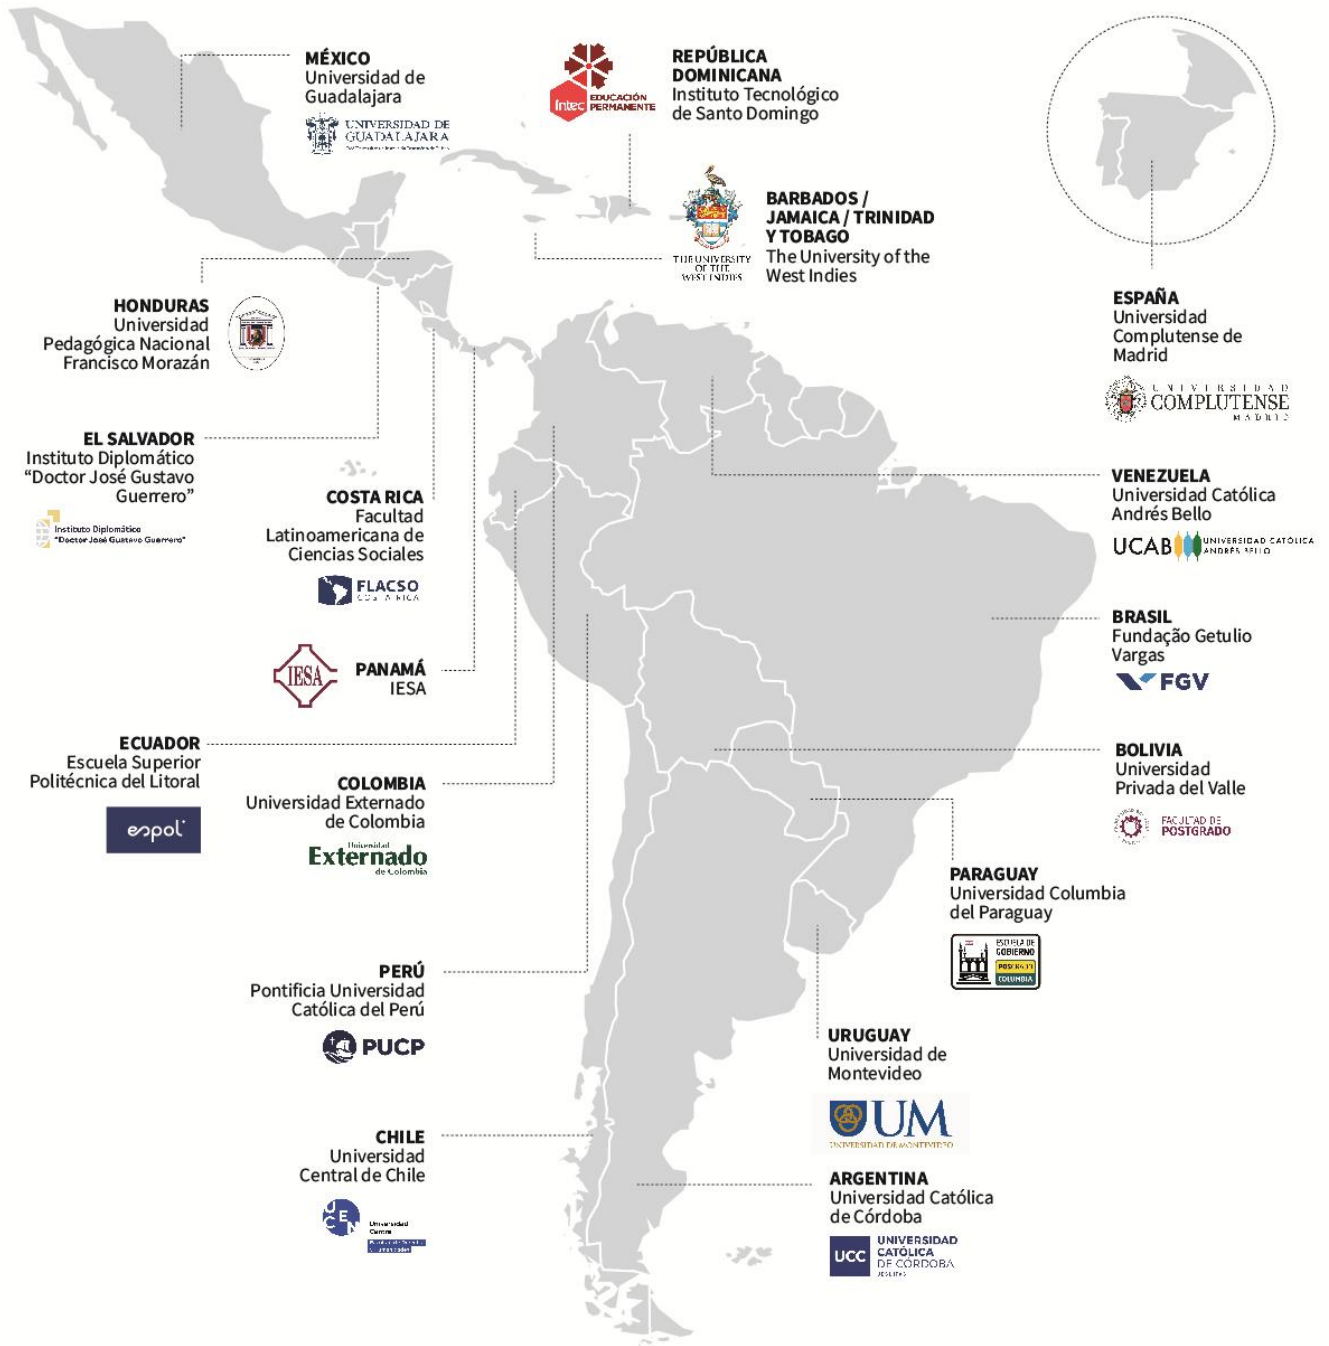 MÉXICO
Universidad de
Guadalajara
UNIVERSIDAD DE
GUADALAJARA
Intec
EDUCACIÓN
PERMANENTE
REPÚBLICA
DOMINICANA
Instituto Tecnológico
de Santo Domingo
THE UNIVERSITY
OF THE
WEST INDIES
BARBADOS /
JAMAICA / TRINIDAD
Y TOBAGO
The University of the
West Indies
ESPAÑA
Universidad
Complutense de
Madrid
UNIVERSIDAD
COMPLUTENSE
MADRID
HONDURAS
Universidad
Pedagógica Nacional
Francisco Morazán
EL SALVADOR
Instituto Diplomático
“Doctor José Gustavo
Guerrero”
Instituto Diplomático
"Doctor José Gustavo Guerrero"
COSTA RICA
Facultad
Latinoamericana de
Ciencias Sociales
FLACSO
COSTA RICA
VENEZUELA
Universidad Católica
Andrés Bello
UCAB
UNIVERSIDAD CATÓLICA
ANDRÉS BELLO
BRASIL
Fundação Getulio
Vargas
FGV
IESA
PANAMÁ
IESA
ECUADOR
Escuela Superior
Politécnica del Litoral
espol
COLOMBIA
Universidad Externado
de Colombia
Universidad
Externado
de Colombia
BOLIVIA
Universidad
Privada del Valle
FACULTAD DE
POSTGRADO
PARAGUAY
Universidad Columbia
del Paraguay
ESCUELA DE
GOBIERNO
POSGRADO
COLUMBIA
PERÚ
Pontificia Universidad
Católica del Perú
PUCP
URUGUAY
Universidad de
Montevideo
UM
UNIVERSIDAD DE MONTEVIDEO
CHILE
Universidad
Central de Chile
UCEN
Universidad
Central
ARGENTINA
Universidad Católica
de Córdoba
UCC
UNIVERSIDAD
CATÓLICA
DE CÓRDOBA
JESUITAS